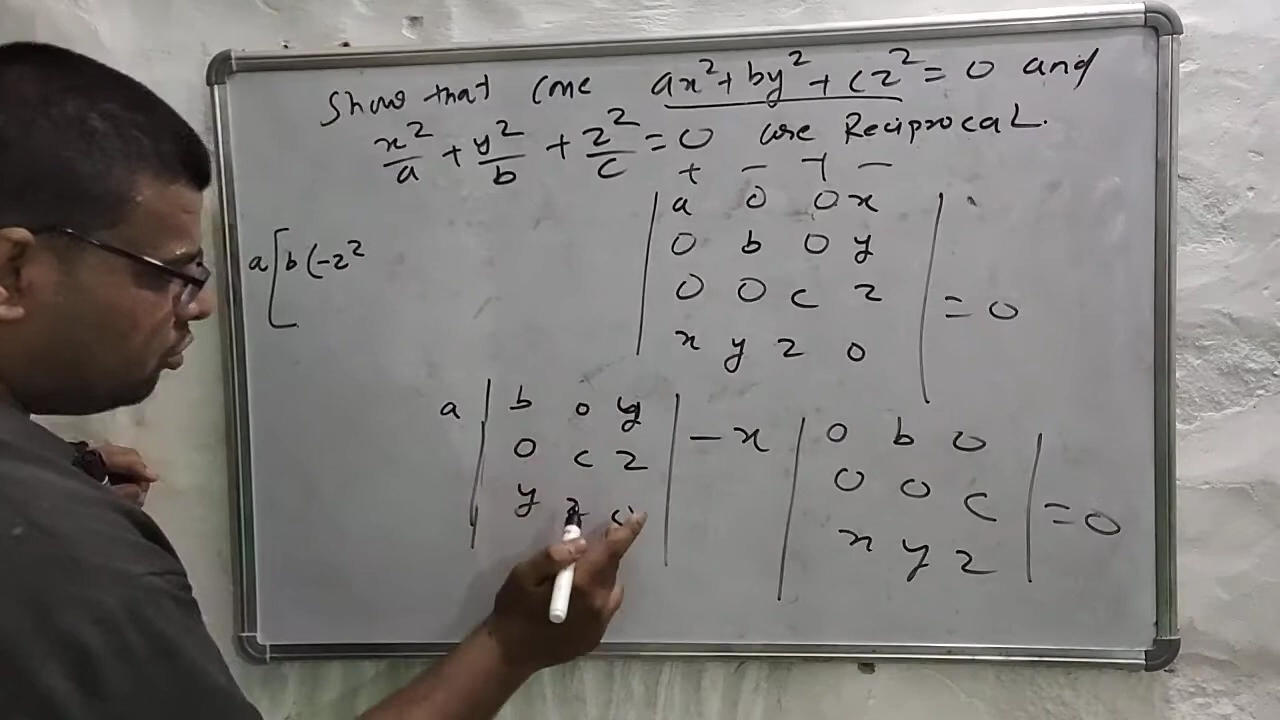 Show that cone ax²+by²+cz²=0 and
x²/a + y²/b + z²/c = 0 are Reciprocal.
+ - + -
| a 0 0 x |
| 0 b 0 y |
| 0 0 c z | = 0
| x y z 0 |
a[b(-z²
a | b 0 y | - x | 0 b 0 |
| 0 c z | | 0 0 c | = 0
| y z 0 | | x y z |